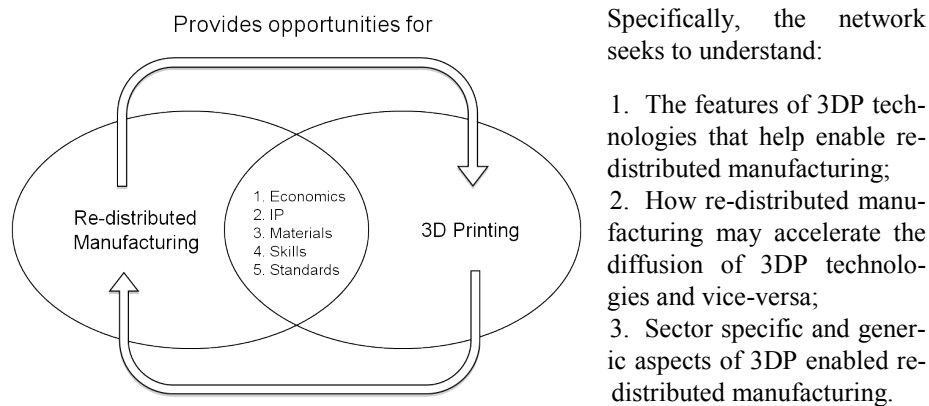 Provides opportunities for
Re-distributed
Manufacturing
1. Economics
2. IP
3. Materials
4. Skills
5. Standards
3D Printing
Specifically, the network
seeks to understand:
1. The features of 3DP tech-
nologies that help enable re-
distributed manufacturing;
2. How re-distributed manu-
facturing may accelerate the
diffusion of 3DP technolo-
gies and vice-versa;
3. Sector specific and gener-
ic aspects of 3DP enabled re-
distributed manufacturing.